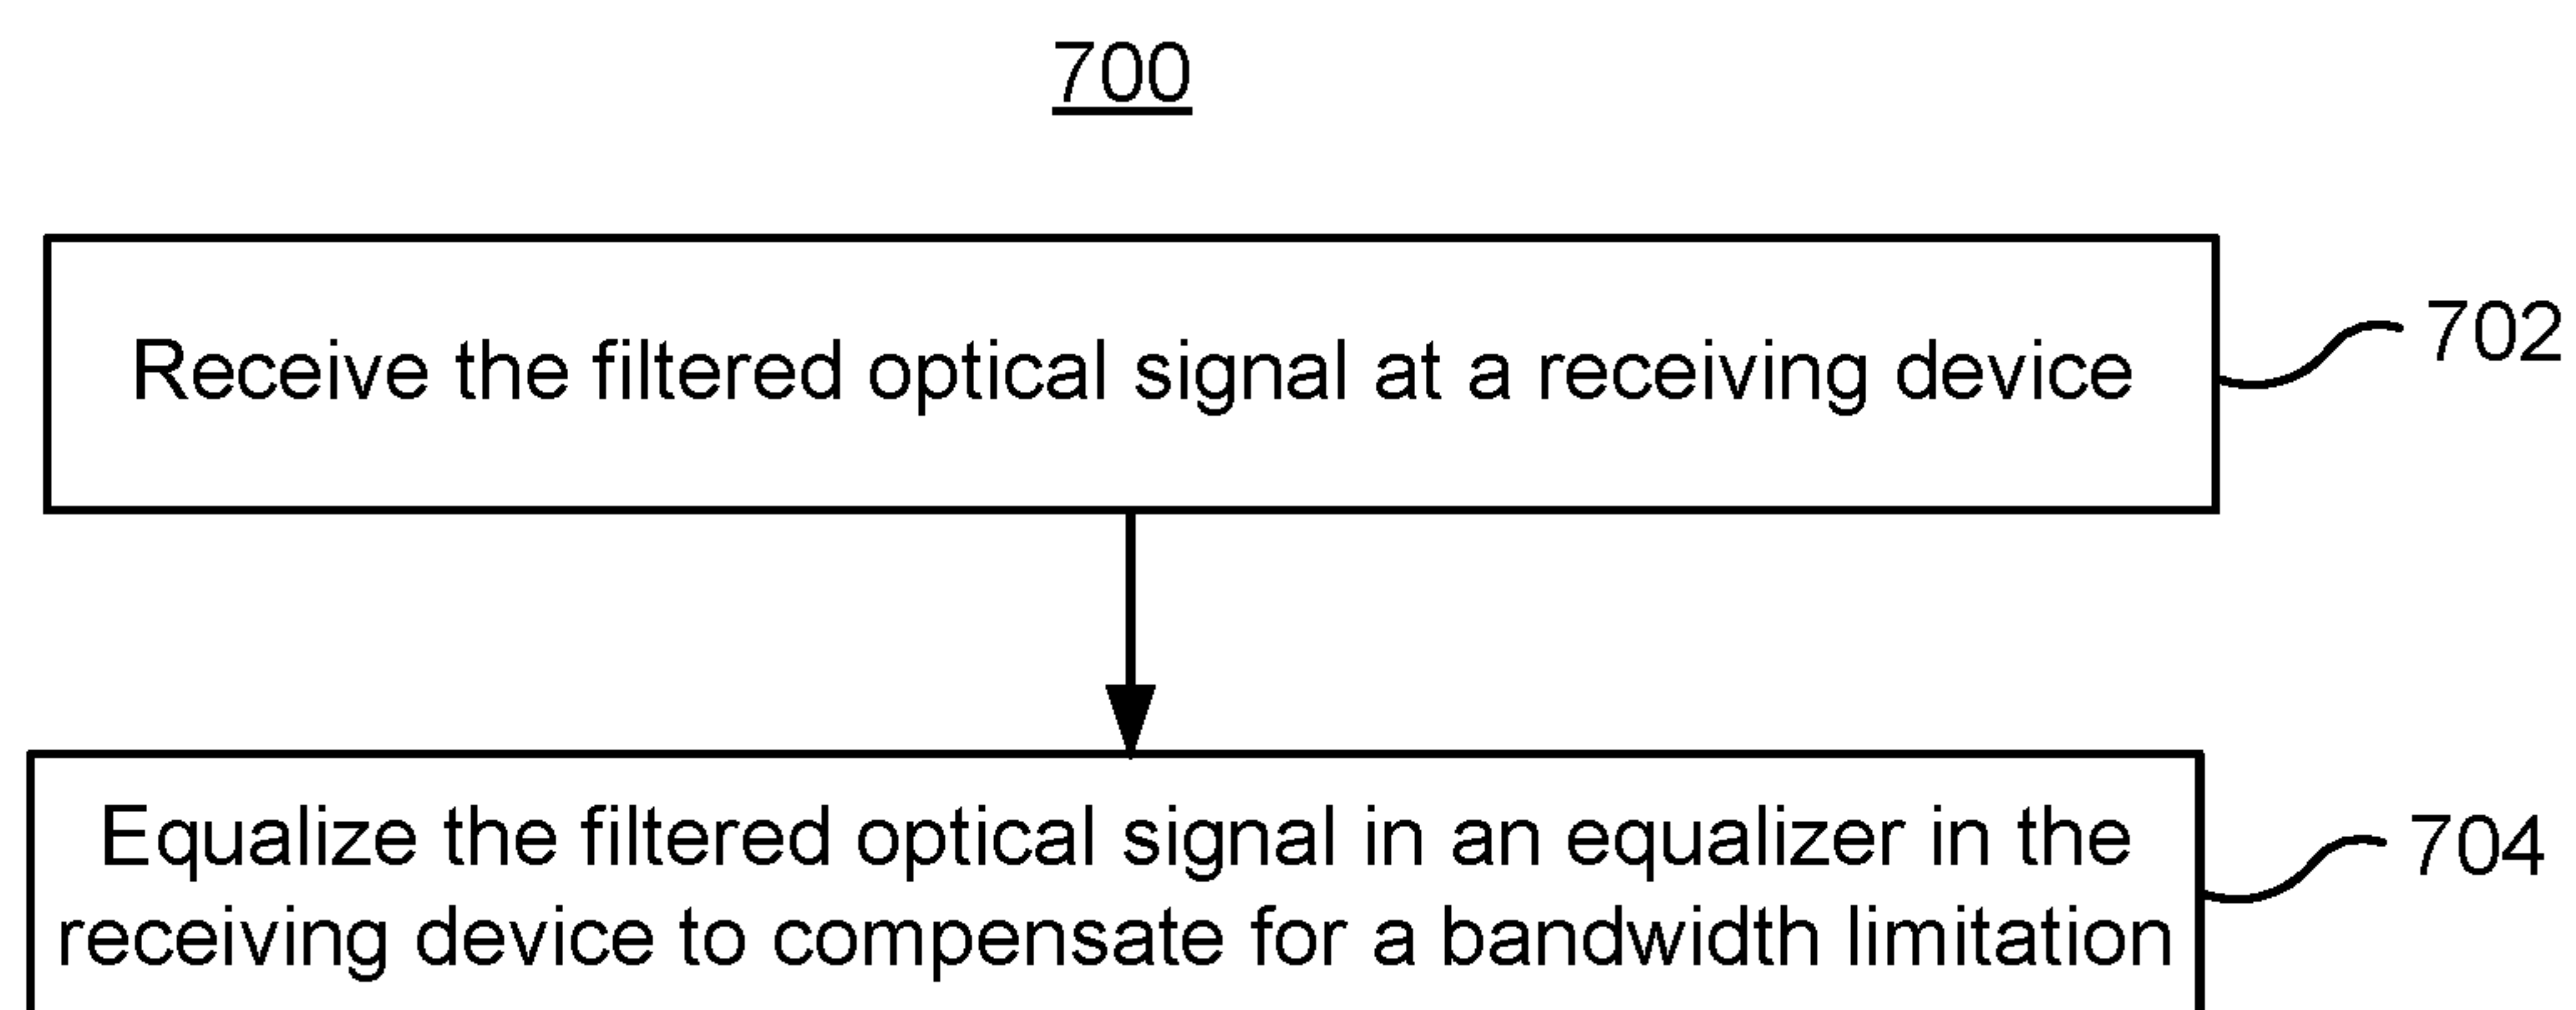 700
Receive the filtered optical signal at a receiving device
702
Equalize the filtered optical signal in an equalizer in the
receiving device to compensate for a bandwidth limitation
704